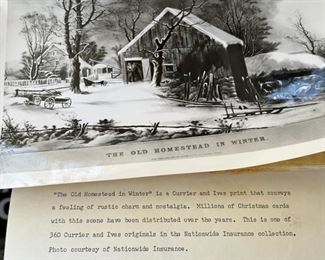 THE OLD HOMESTEAD IN WINTER.
"The Old Homestead in Winter" is a Currier and Ives print that conveys
a feeling of rustic charm and nostalgia. Millions of Christmas cards
with this scene have been distributed over the years. This is one of
360 Currier and Ives originals in the Nationwide Insurance collection.
Photo courtesy of Nationwide Insurance.